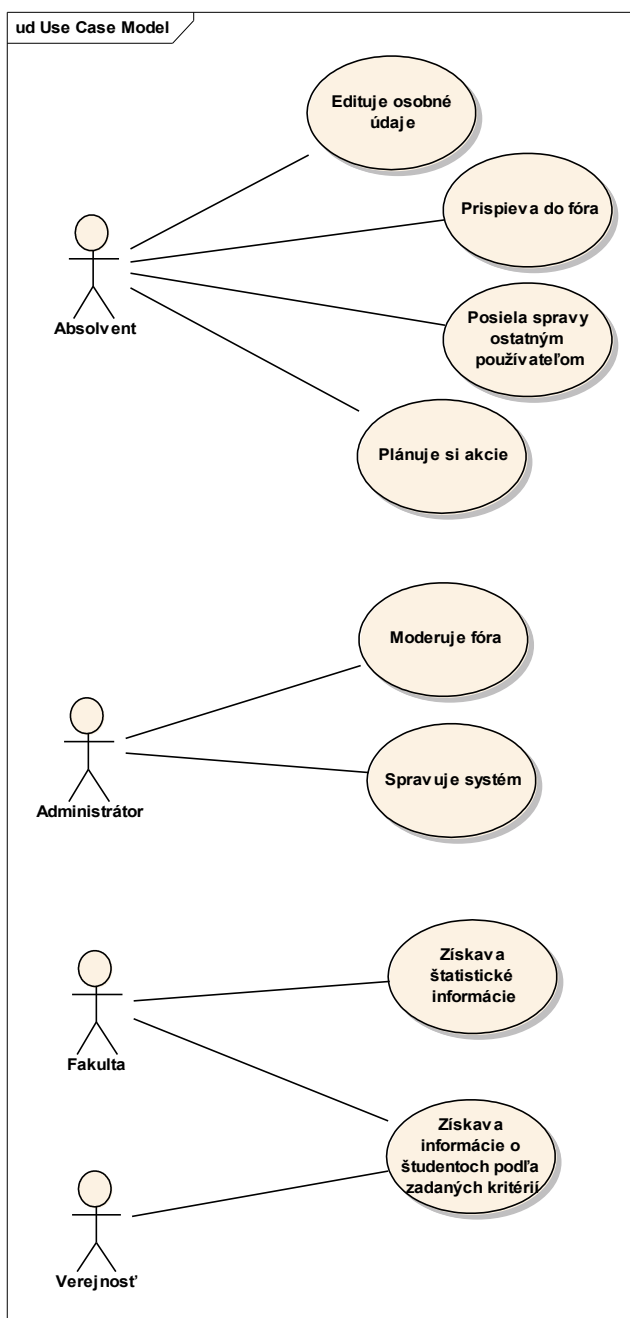 ud Use Case Model
Edituje osobné
údaje
Prispieva do fóra
Absolvent
Posiela spravy
ostatným
používateľom
Plánuje si akcie
Moderuje fóra
Administrátor
Spravuje systém
Získava
štatistické
informácie
Fakulta
Získava
informácie o
študentoch podľa
zadaných kritérií
Verejnosť